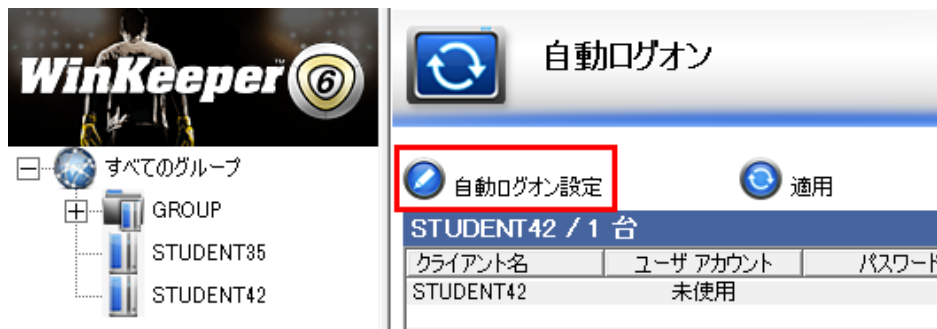 WinKeeper™ 6
すべてのグループ
GROUP
STUDENT35
STUDENT42
自動ログオン
自動ログオン設定 適用
STUDENT42 / 1 台
クライアント名 ユーザ アカウント パスワード
STUDENT42 未使用